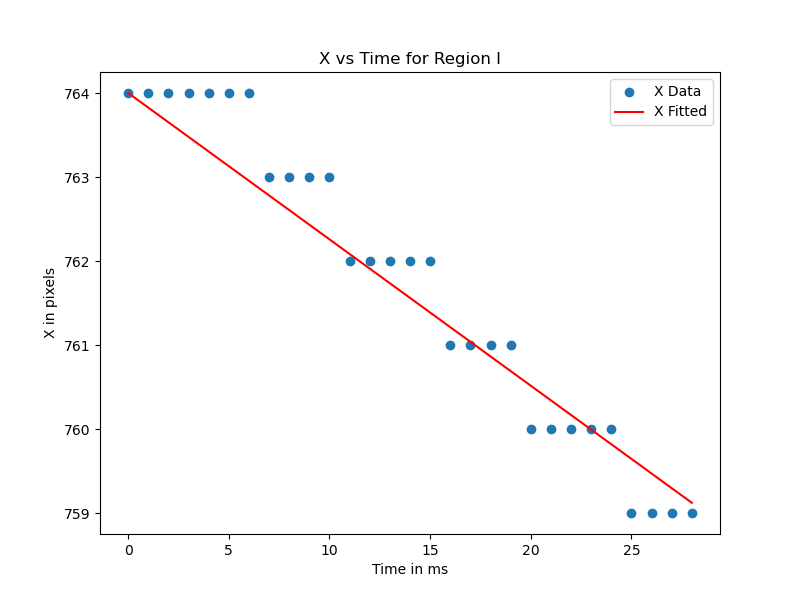 X vs Time for Region I
X Data
X Fitted
764
763
762
761
760
759
X in pixels
0 5 10 15 20 25
Time in ms